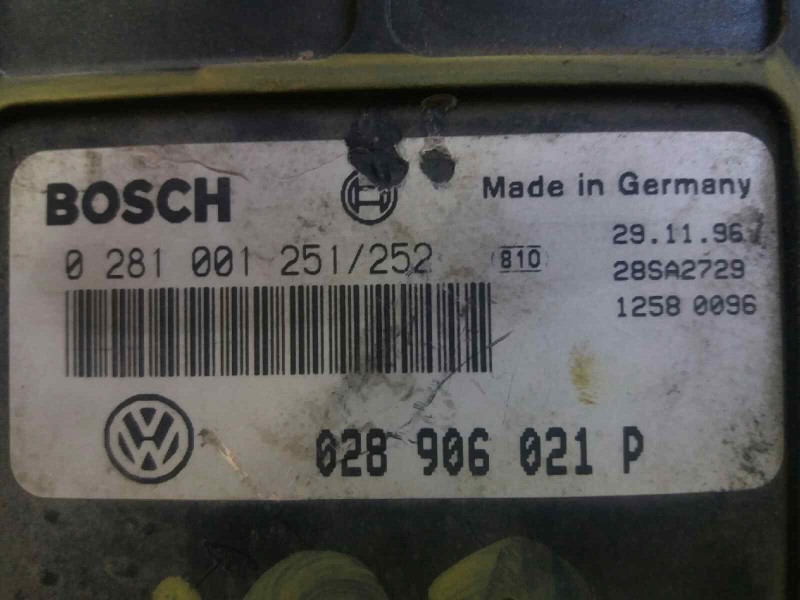 BOSCH
Made in Germany
0 281 001 251/252
810
29.11.96
28SA2729
1258 0096
VW
028 906 021 P